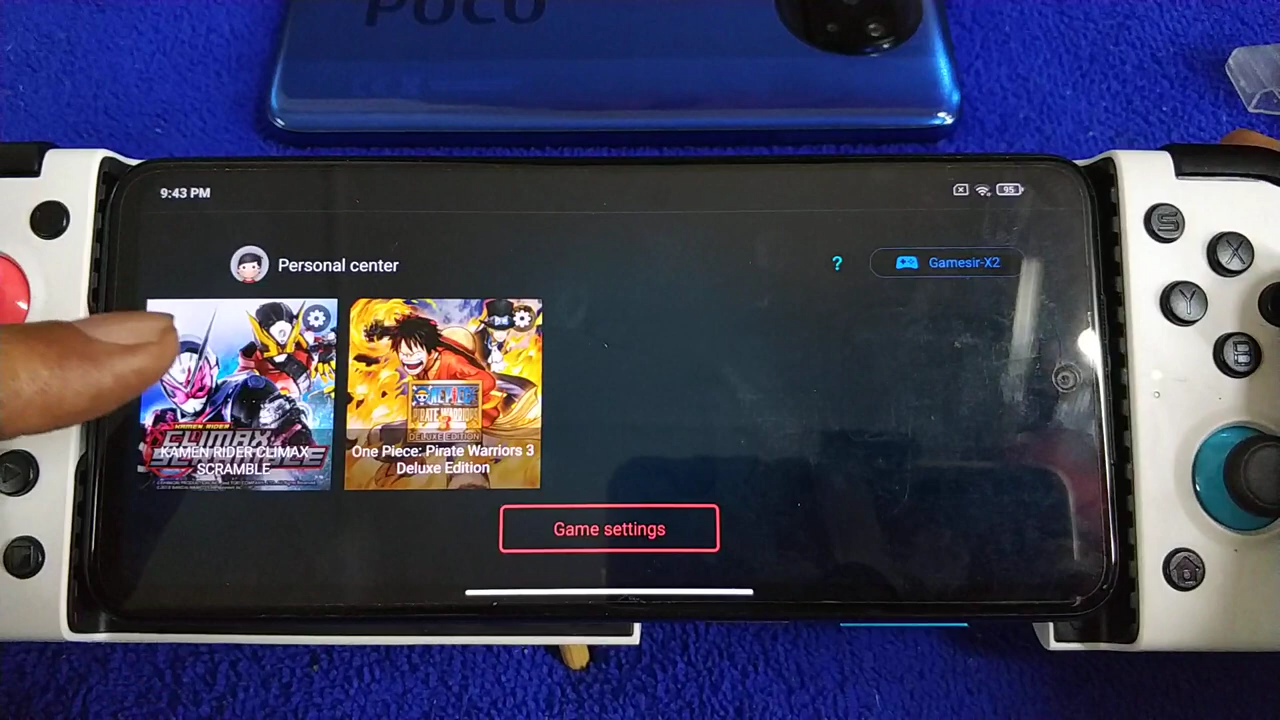 POCO
9:43 PM
95
Personal center
?
Gamesir-X2
KAMEN RIDER
CLIMAX
KAMEN RIDER CLIMAX
SCRAMBLE
ONE PIECE
PIRATE WARRIORS
3
DELUXE EDITION
One Piece: Pirate Warriors 3
Deluxe Edition
Game settings
S
X
Y
B